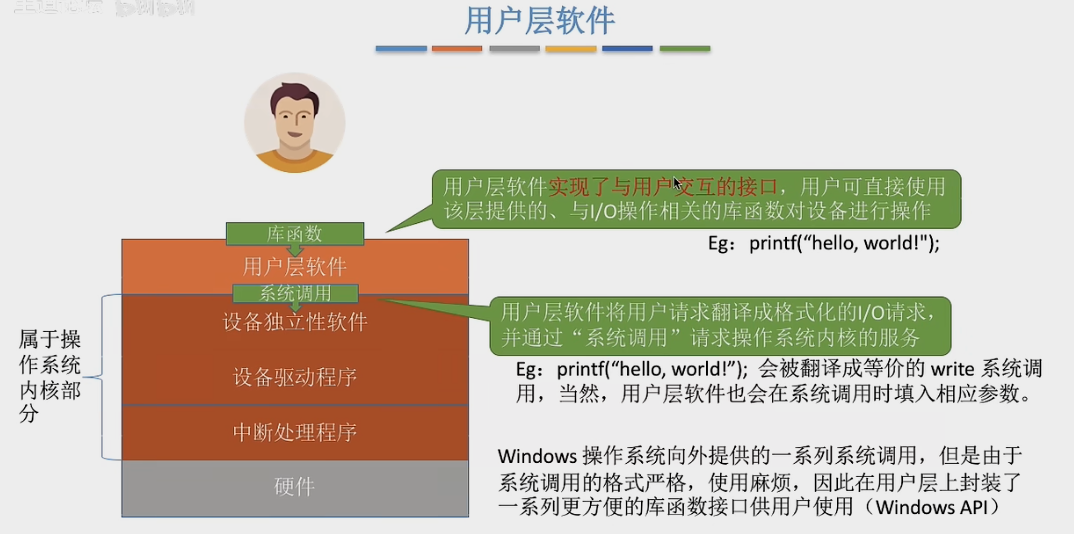 用户层软件
用户层软件实现了与用户交互的接口，用户可直接使用
该层提供的、与I/O操作相关的库函数对设备进行操作
Eg：printf(“hello, world!");
库函数
用户层软件
系统调用
设备独立性软件
设备驱动程序
中断处理程序
硬件
属于操
作系统
内核部
分
用户层软件将用户请求翻译成格式化的I/O请求，
并通过“系统调用”请求操作系统内核的服务
Eg：printf(“hello, world!”); 会被翻译成等价的 write 系统调
用，当然，用户层软件也会在系统调用时填入相应参数。
Windows 操作系统向外提供的一系列系统调用，但是由于
系统调用的格式严格，使用麻烦，因此在用户层上封装了
一系列更方便的库函数接口供用户使用（Windows API）